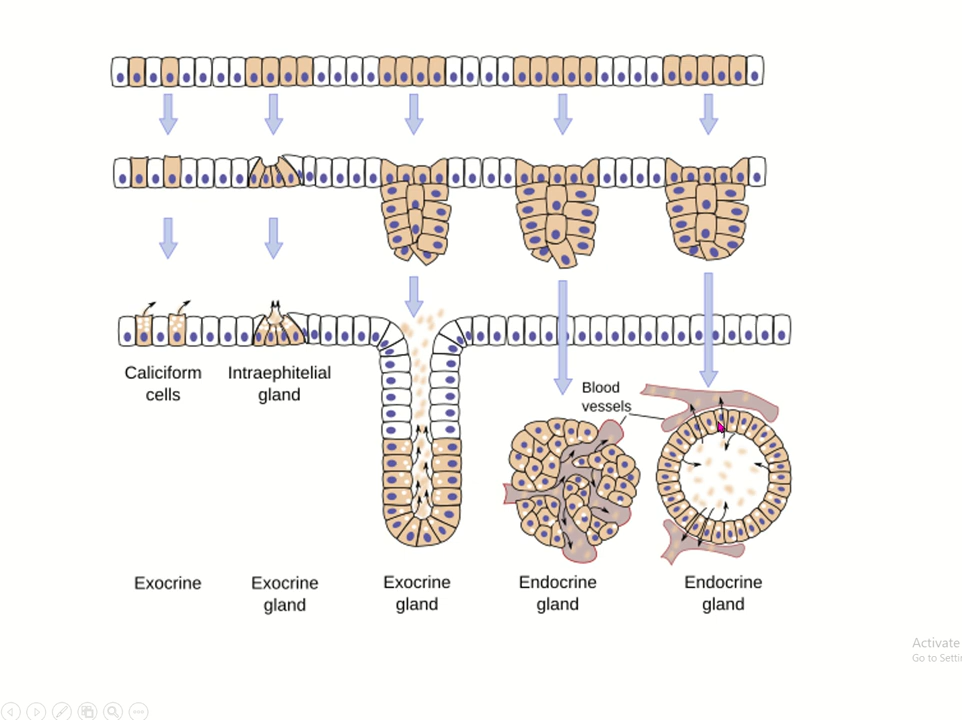 Caliciform
cells
Intraephitelial
gland
Blood
vessels
Exocrine
Exocrine
gland
Exocrine
gland
Endocrine
gland
Endocrine
gland
Activate
Go to Settin